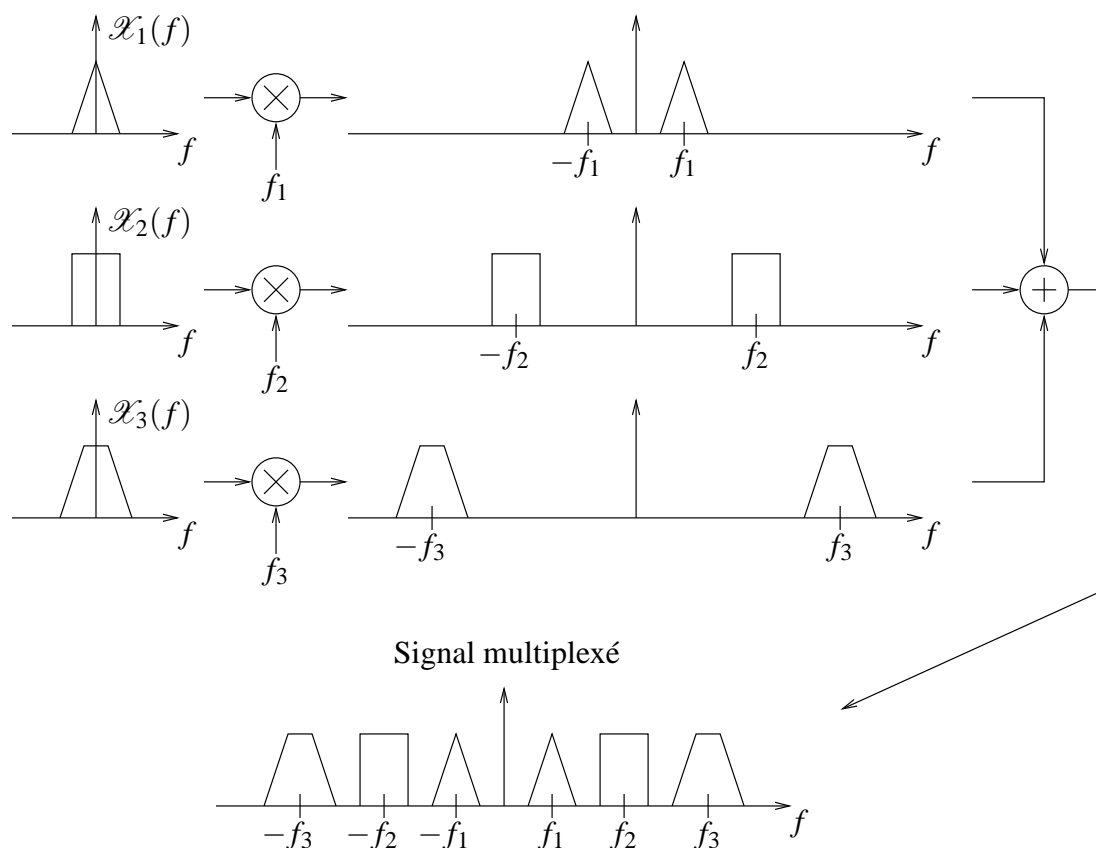 𝒳1(f)
f
f1
−f1 f1
f
𝒳2(f)
f
f2
−f2 f2
f
+
𝒳3(f)
f
f3
−f3 f3
f
Signal multiplexé
−f3 −f2 −f1 f1 f2 f3
f